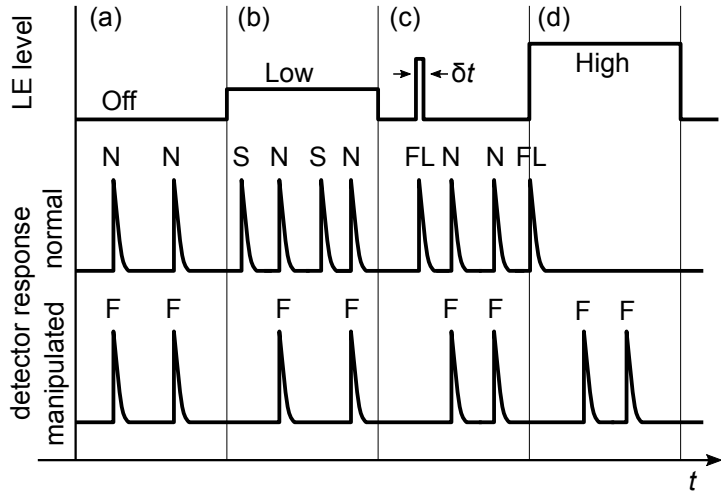 (a) (b) (c) (d)
LE level
Off
Low
δt
High
N N S N S N FL N N FL
detector response
normal
F F F F F F F F
manipulated
t